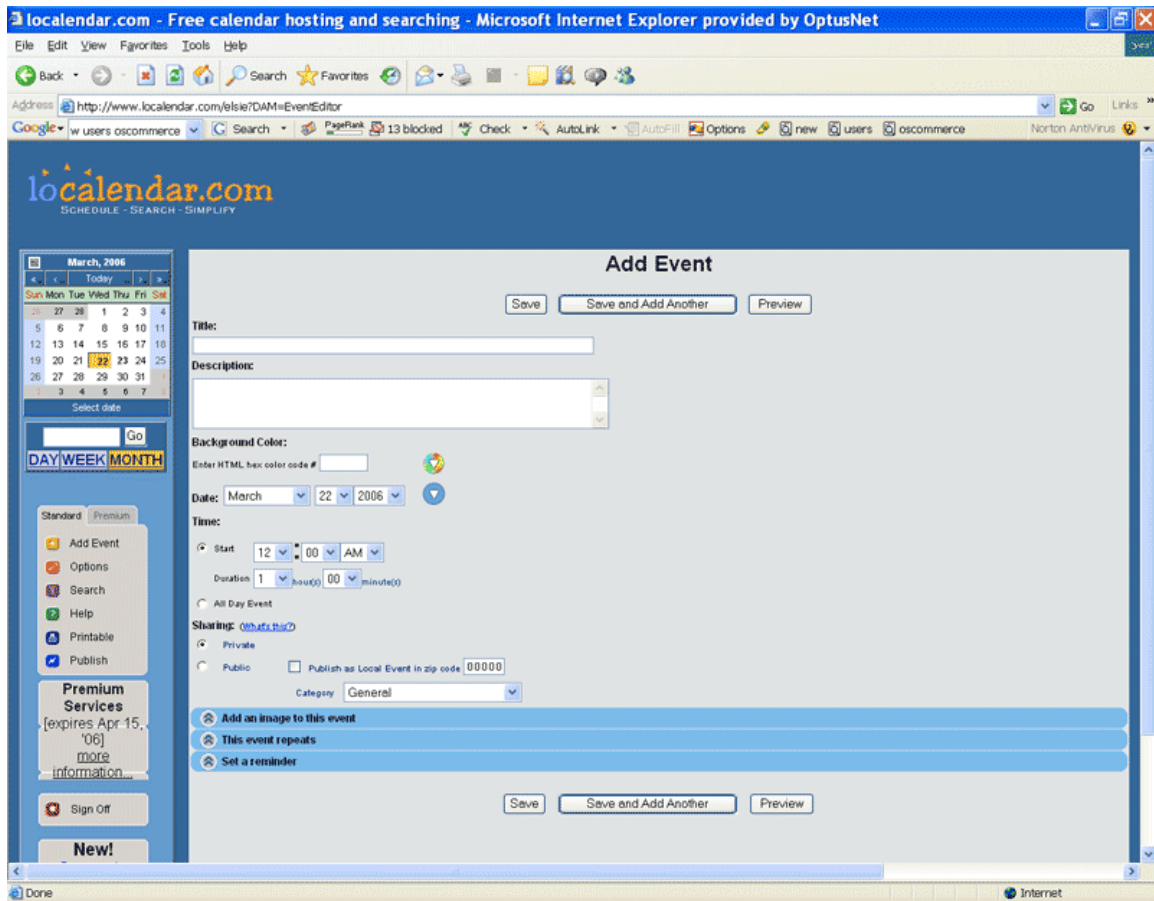 localendar.com - Free calendar hosting and searching - Microsoft Internet Explorer provided by OptusNet
File Edit View Favorites Tools Help
yes'
Back Search Favorites
Address http://www.localendar.com/elsie?DAM=EventEditor Go Links »
Google w users oscommerce Search PageRank 13 blocked ABC Check AutoLink AutoFill Options new users oscommerce Norton AntiVirus
localendar.com
SCHEDULE - SEARCH - SIMPLIFY
March, 2006
« ‹ Today › »
Sun Mon Tue Wed Thu Fri Sat
26 27 28 1 2 3 4
5 6 7 8 9 10 11
12 13 14 15 16 17 18
19 20 21 22 23 24 25
26 27 28 29 30 31
3 4 5 6 7
Select date
Go
DAY WEEK MONTH
Standard Premium
Add Event
Options
Search
Help
Printable
Publish
Premium
Services
[expires Apr 15,
'06]
more
information...
Sign Off
New!
Add Event
Save Save and Add Another Preview
Title:
Description:
Background Color:
Enter HTML hex color code #
Date: March 22 2006
Time:
Start 12 : 00 AM
Duration 1 hour(s) 00 minute(s)
All Day Event
Sharing: (What's this?)
Private
Public Publish as Local Event in zip code 00000
Category General
Add an image to this event
This event repeats
Set a reminder
Save Save and Add Another Preview
Done Internet